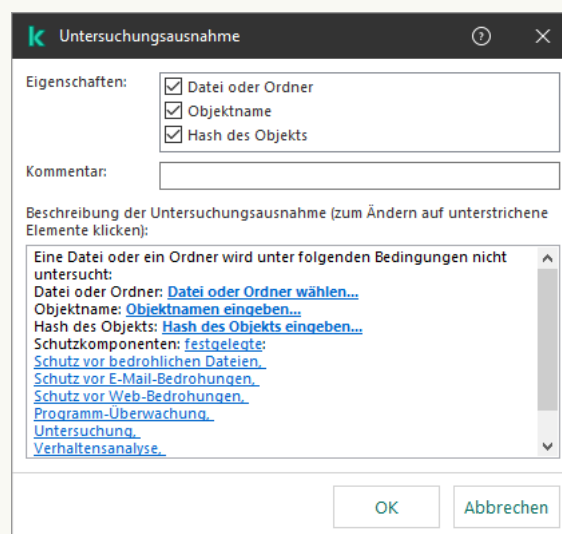 Untersuchungsausnahme
Eigenschaften:
Datei oder Ordner
Objektname
Hash des Objekts
Kommentar:
Beschreibung der Untersuchungsausnahme (zum Ändern auf unterstrichene
Elemente klicken):
Eine Datei oder ein Ordner wird unter folgenden Bedingungen nicht
untersucht:
Datei oder Ordner: Datei oder Ordner wählen...
Objektname: Objektnamen eingeben...
Hash des Objekts: Hash des Objekts eingeben...
Schutzkomponenten: festgelegte:
Schutz vor bedrohlichen Dateien,
Schutz vor E-Mail-Bedrohungen,
Schutz vor Web-Bedrohungen,
Programm-Überwachung,
Untersuchung,
Verhaltensanalyse,
OK Abbrechen